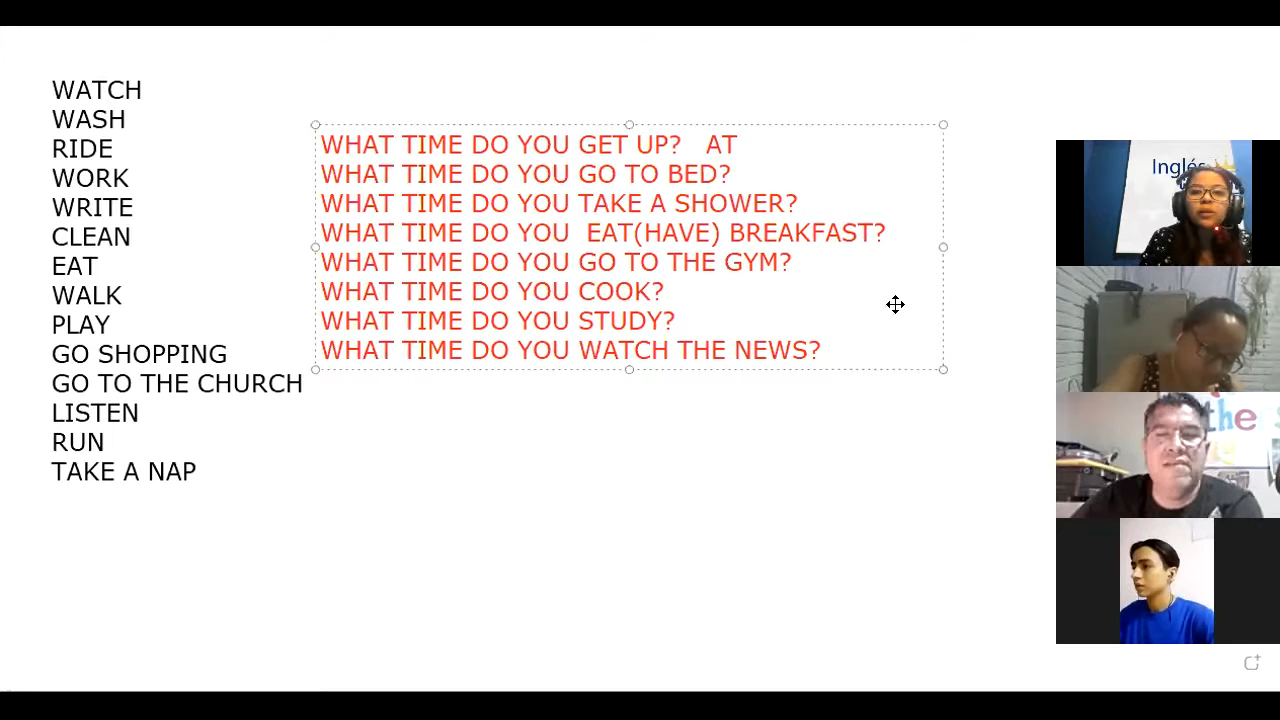 WATCH
WASH
RIDE
WORK
WRITE
CLEAN
EAT
WALK
PLAY
GO SHOPPING
GO TO THE CHURCH
LISTEN
RUN
TAKE A NAP
WHAT TIME DO YOU GET UP? AT
WHAT TIME DO YOU GO TO BED?
WHAT TIME DO YOU TAKE A SHOWER?
WHAT TIME DO YOU EAT(HAVE) BREAKFAST?
WHAT TIME DO YOU GO TO THE GYM?
WHAT TIME DO YOU COOK?
WHAT TIME DO YOU STUDY?
WHAT TIME DO YOU WATCH THE NEWS?
Inglés
the